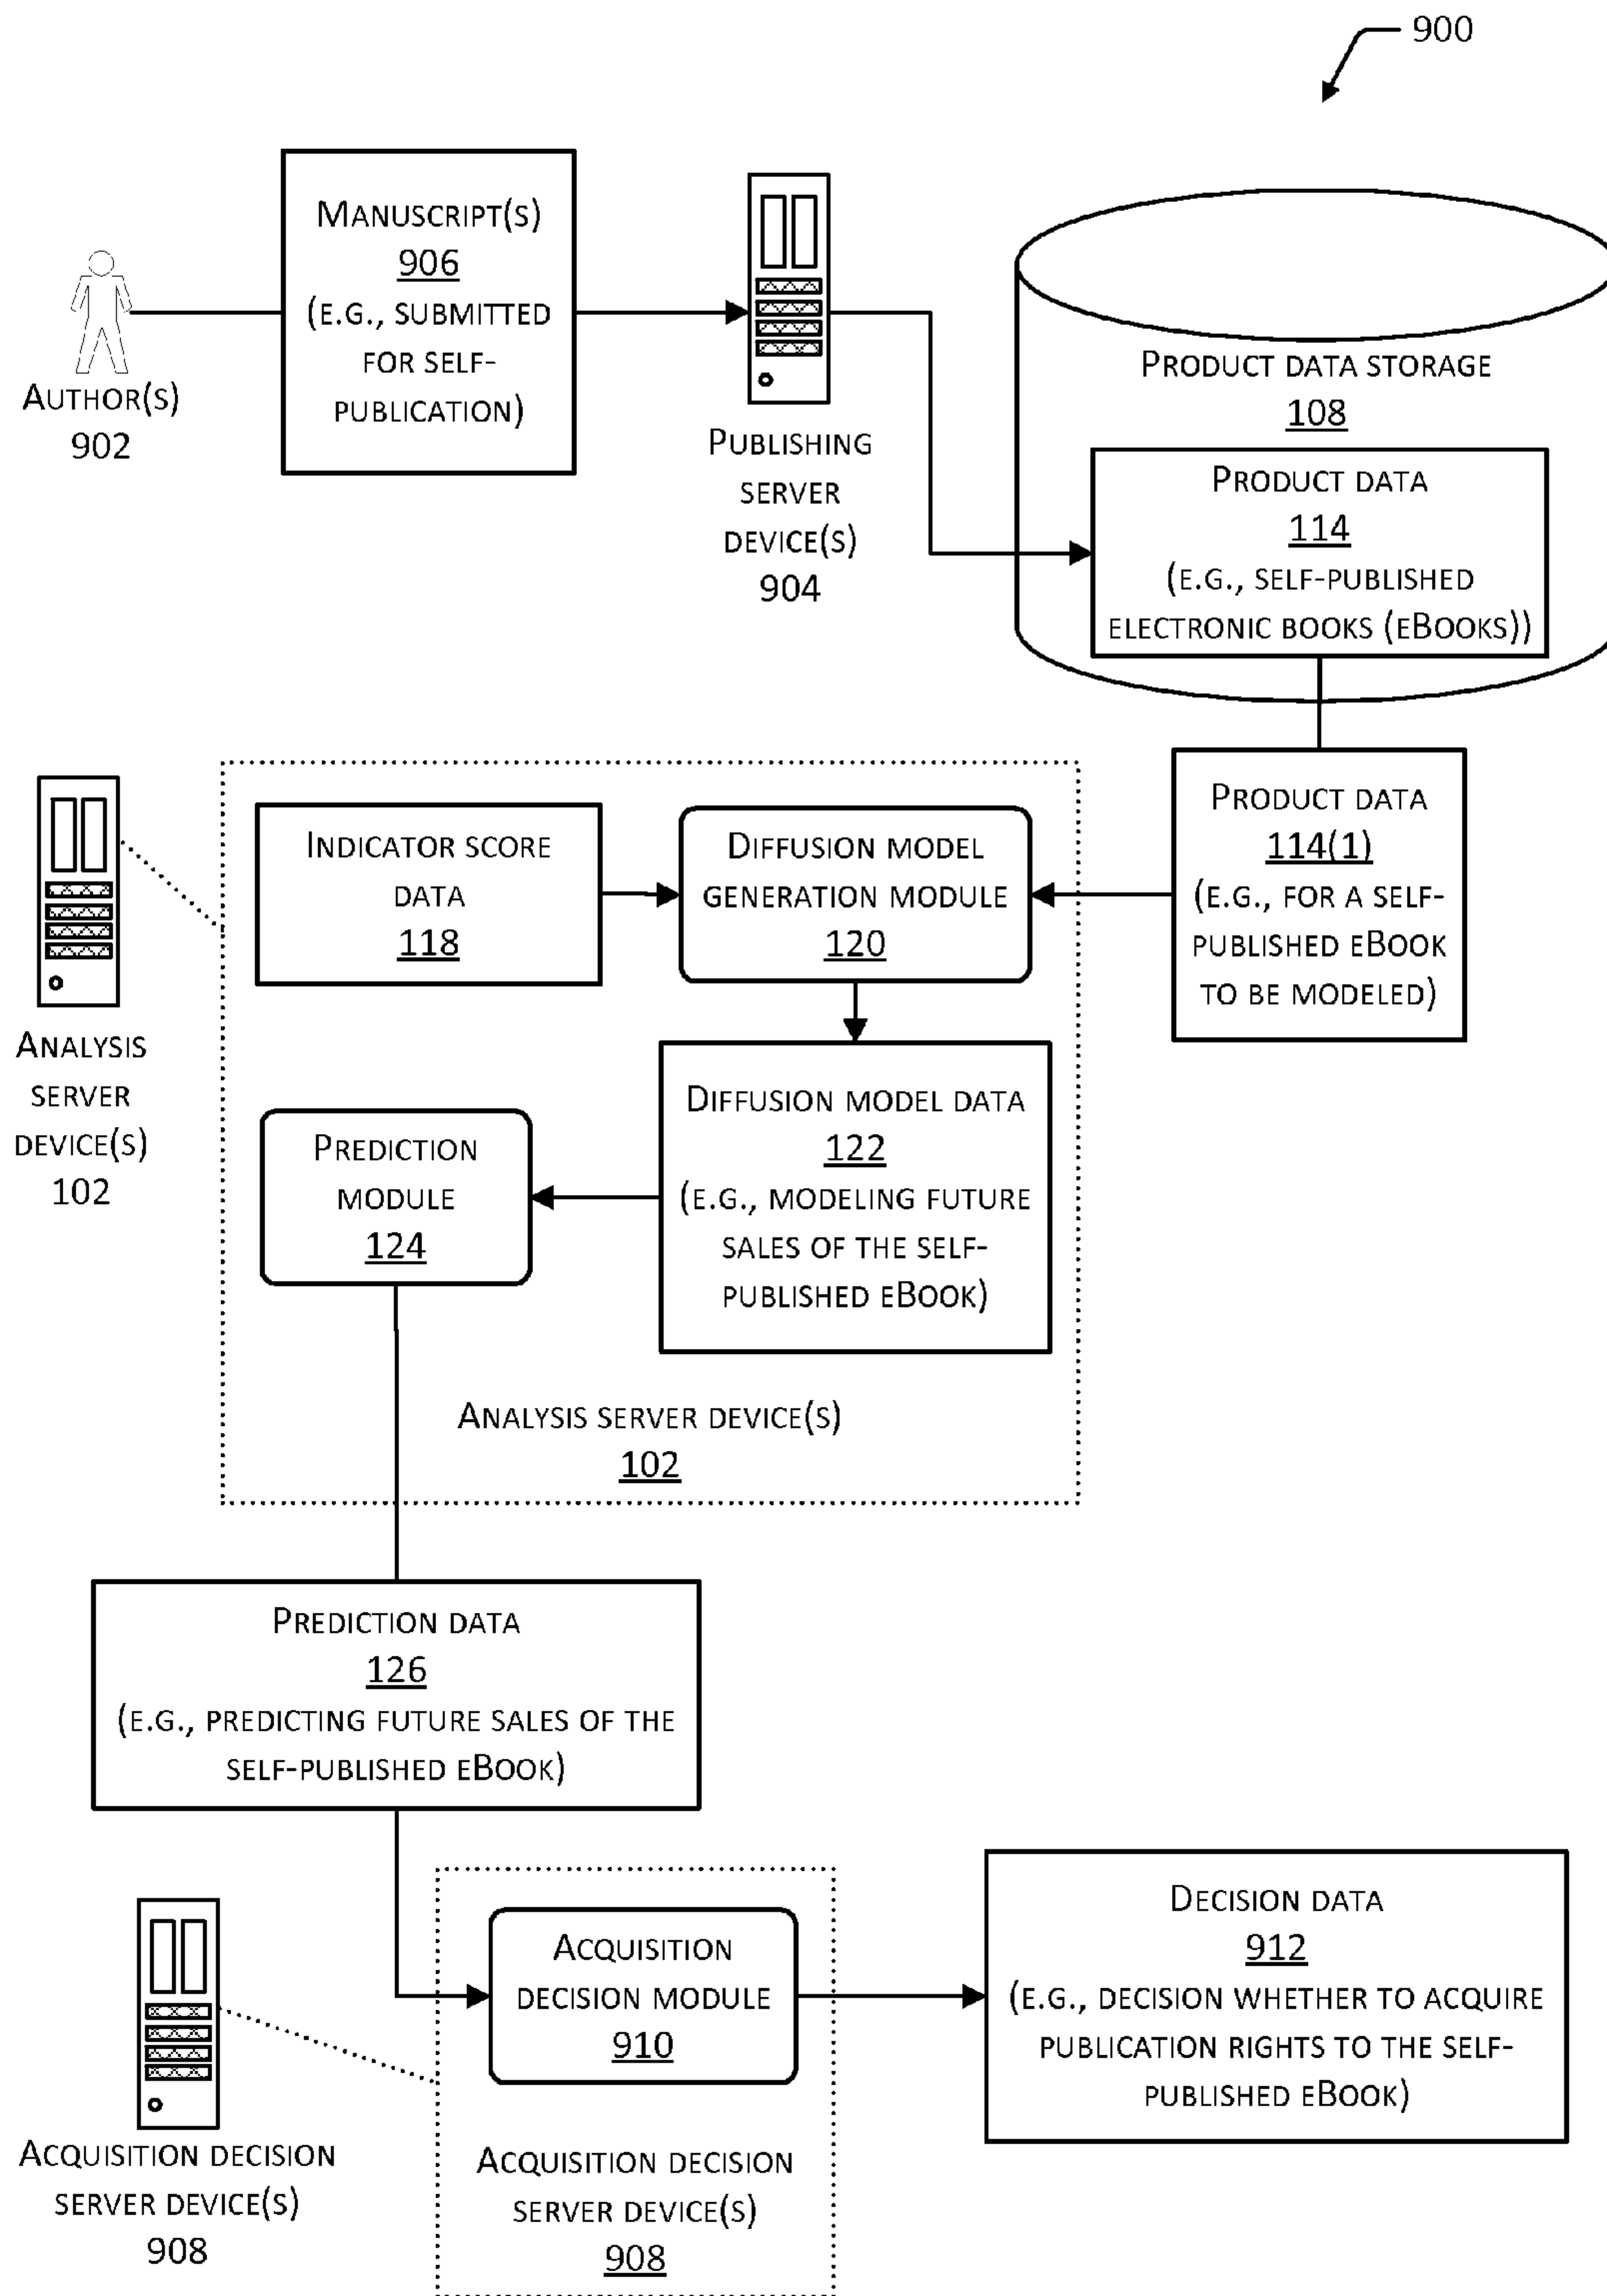 900
MANUSCRIPT(S)
906
(E.G., SUBMITTED
FOR SELF-
PUBLICATION)
AUTHOR(S)
902
PUBLISHING
SERVER
DEVICE(S)
904
PRODUCT DATA STORAGE
108
PRODUCT DATA
114
(E.G., SELF-PUBLISHED
ELECTRONIC BOOKS (EBOOKS))
PRODUCT DATA
114(1)
(E.G., FOR A SELF-
PUBLISHED EBOOK
TO BE MODELED)
INDICATOR SCORE
DATA
118
DIFFUSION MODEL
GENERATION MODULE
120
ANALYSIS
SERVER
DEVICE(S)
102
DIFFUSION MODEL DATA
122
(E.G., MODELING FUTURE
SALES OF THE SELF-
PUBLISHED EBOOK)
PREDICTION
MODULE
124
ANALYSIS SERVER DEVICE(S)
102
PREDICTION DATA
126
(E.G., PREDICTING FUTURE SALES OF THE
SELF-PUBLISHED EBOOK)
ACQUISITION
DECISION MODULE
910
DECISION DATA
912
(E.G., DECISION WHETHER TO ACQUIRE
PUBLICATION RIGHTS TO THE SELF-
PUBLISHED EBOOK)
ACQUISITION DECISION
SERVER DEVICE(S)
908
ACQUISITION DECISION
SERVER DEVICE(S)
908